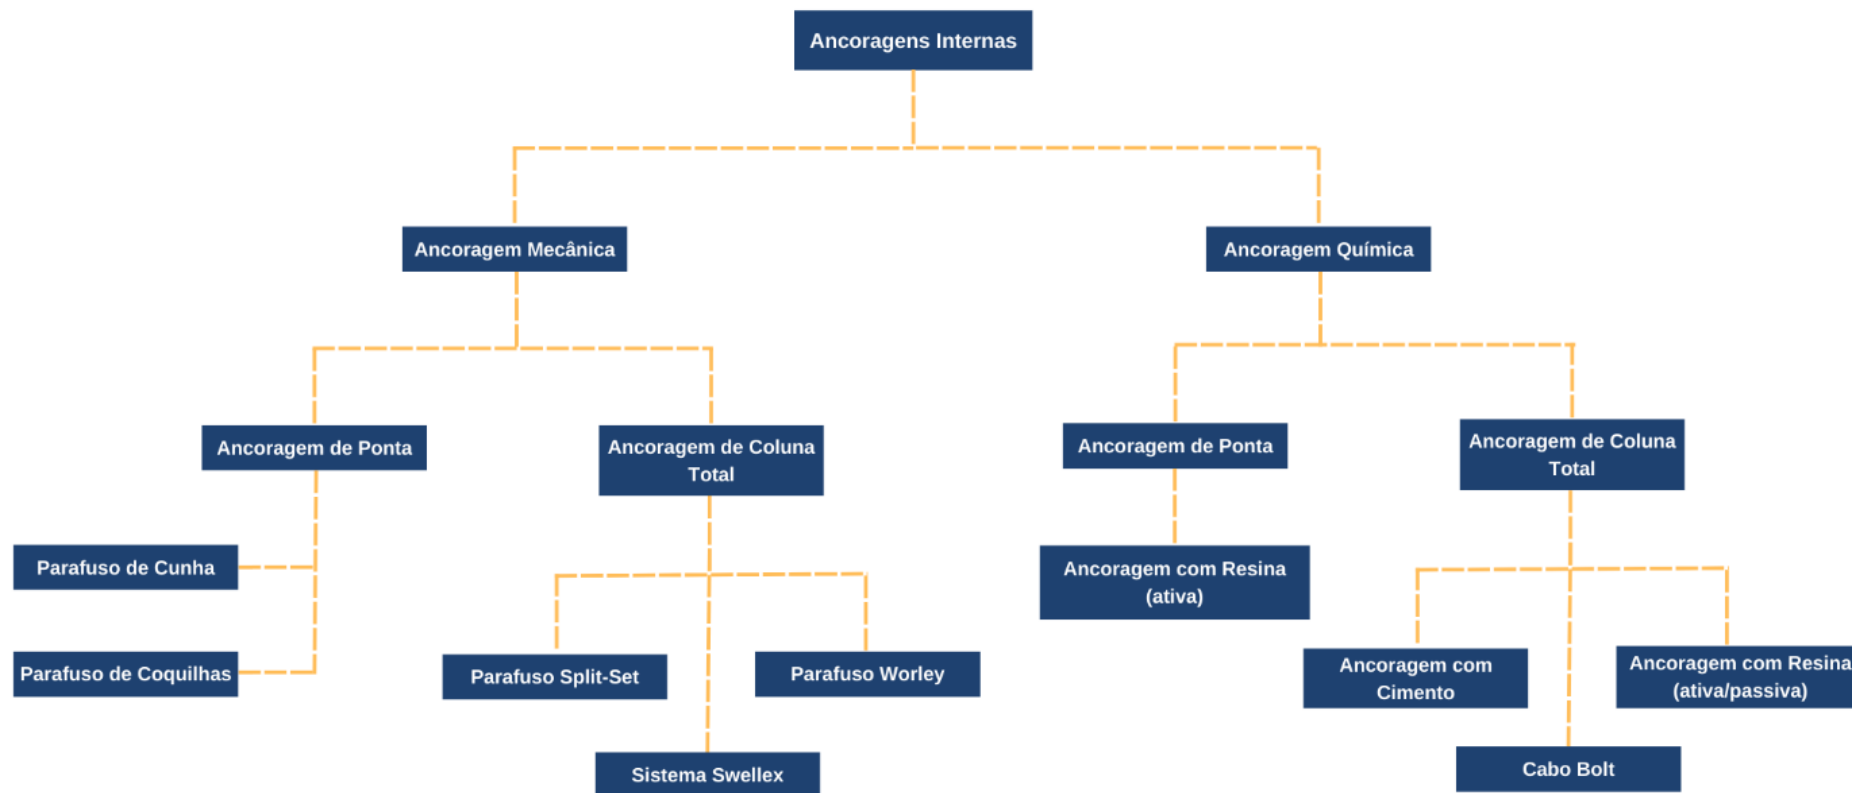 Ancoragens Internas
Ancoragem Mecânica
Ancoragem Química
Ancoragem de Ponta
Ancoragem de Coluna
Total
Ancoragem de Ponta
Ancoragem de Coluna
Total
Parafuso de Cunha
Parafuso de Coquilhas
Parafuso Split-Set
Parafuso Worley
Sistema Swellex
Ancoragem com Resina
(ativa)
Ancoragem com
Cimento
Ancoragem com Resina
(ativa/passiva)
Cabo Bolt